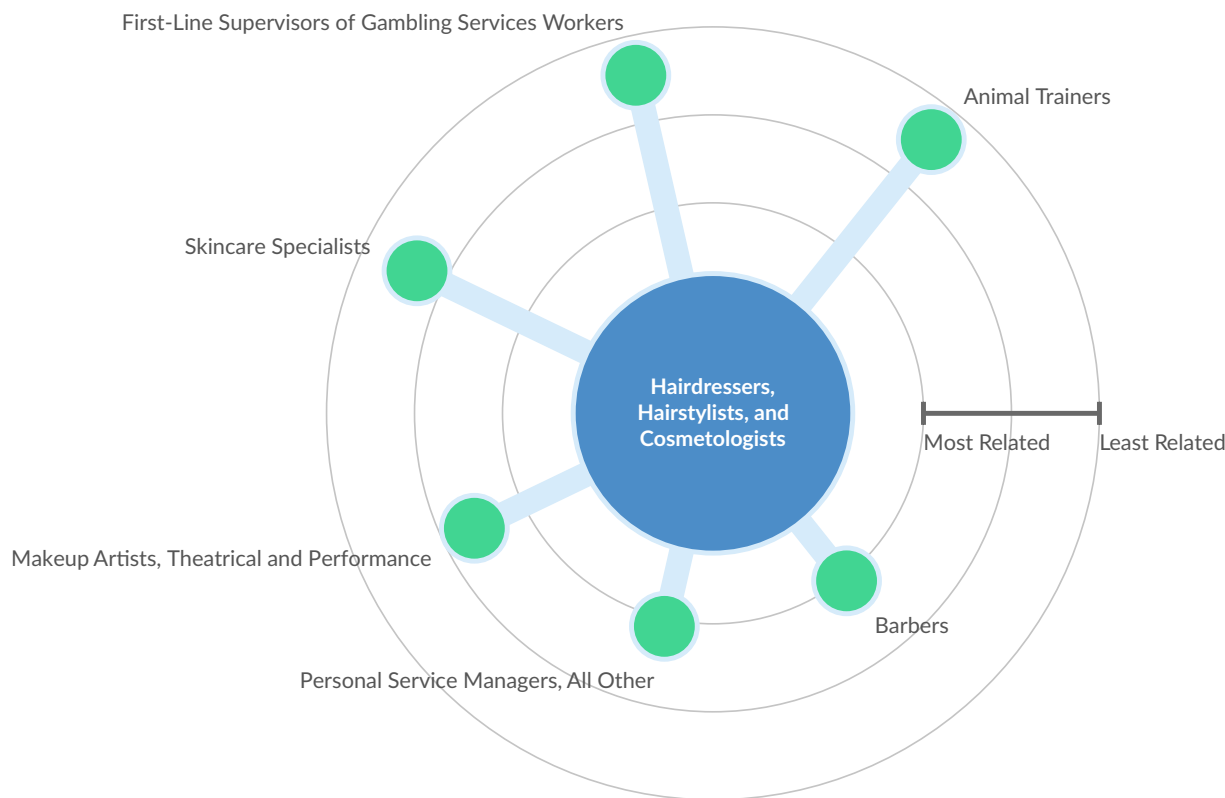 First-Line Supervisors of Gambling Services Workers
Animal Trainers
Skincare Specialists
Hairdressers,
Hairstylists, and
Cosmetologists
Most Related
Least Related
Makeup Artists, Theatrical and Performance
Barbers
Personal Service Managers, All Other